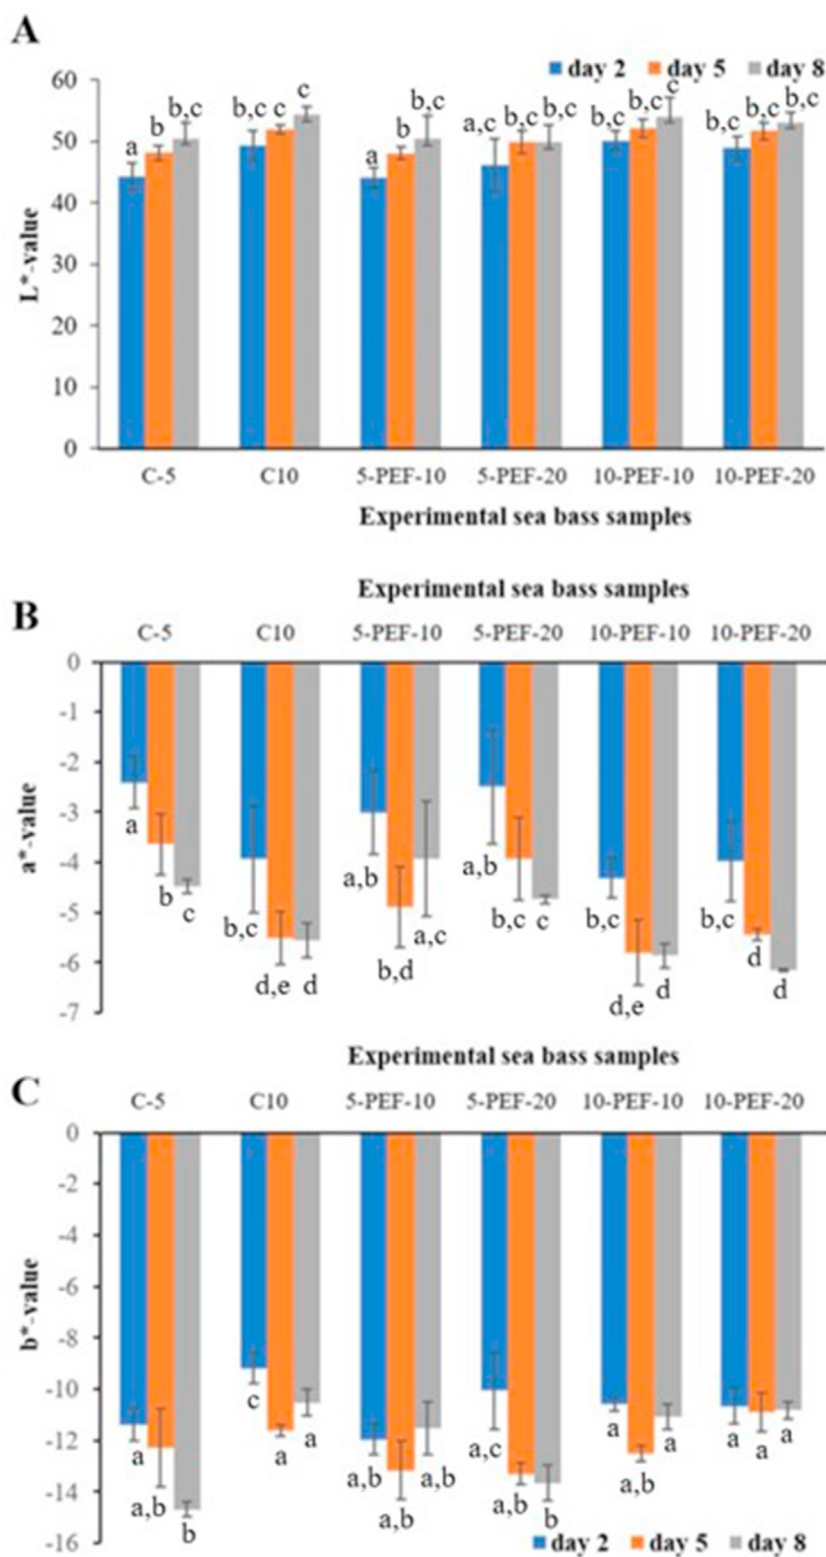 A
day 2 day 5 day 8
60
50
40
30
20
10
0
L*-value
a b b,c
b,c c c
a b b,c
a,c b,c b,c
b,c b,c c
b,c b,c b,c
C-5 C10 5-PEF-10 5-PEF-20 10-PEF-10 10-PEF-20
Experimental sea bass samples
Experimental sea bass samples
B
C-5 C10 5-PEF-10 5-PEF-20 10-PEF-10 10-PEF-20
0
-1
-2
-3
-4
-5
-6
-7
a*-value
a b c
b,c d,e d
a,b b,d a,c
a,b b,c c
b,c d,e d
b,c d d
Experimental sea bass samples
C
C-5 C10 5-PEF-10 5-PEF-20 10-PEF-10 10-PEF-20
0
-2
-4
-6
-8
-10
-12
-14
-16
b*-value
a a,b b
c a a
a,b a,b a,b
a,c a,b b
a a,b a
a a a
day 2 day 5 day 8